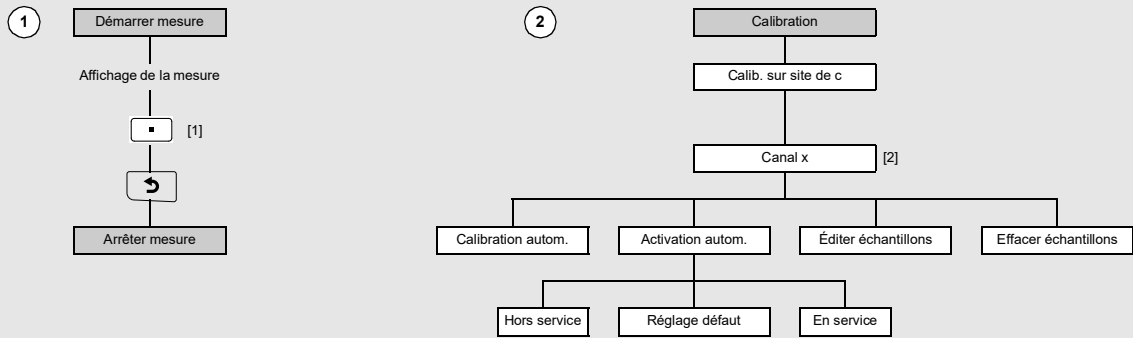 1
Démarrer mesure
Affichage de la mesure
[1]
Arrêter mesure
2
Calibration
Calib. sur site de c
Canal x [2]
Calibration autom. Activation autom. Éditer échantillons Effacer échantillons
Hors service Réglage défaut En service